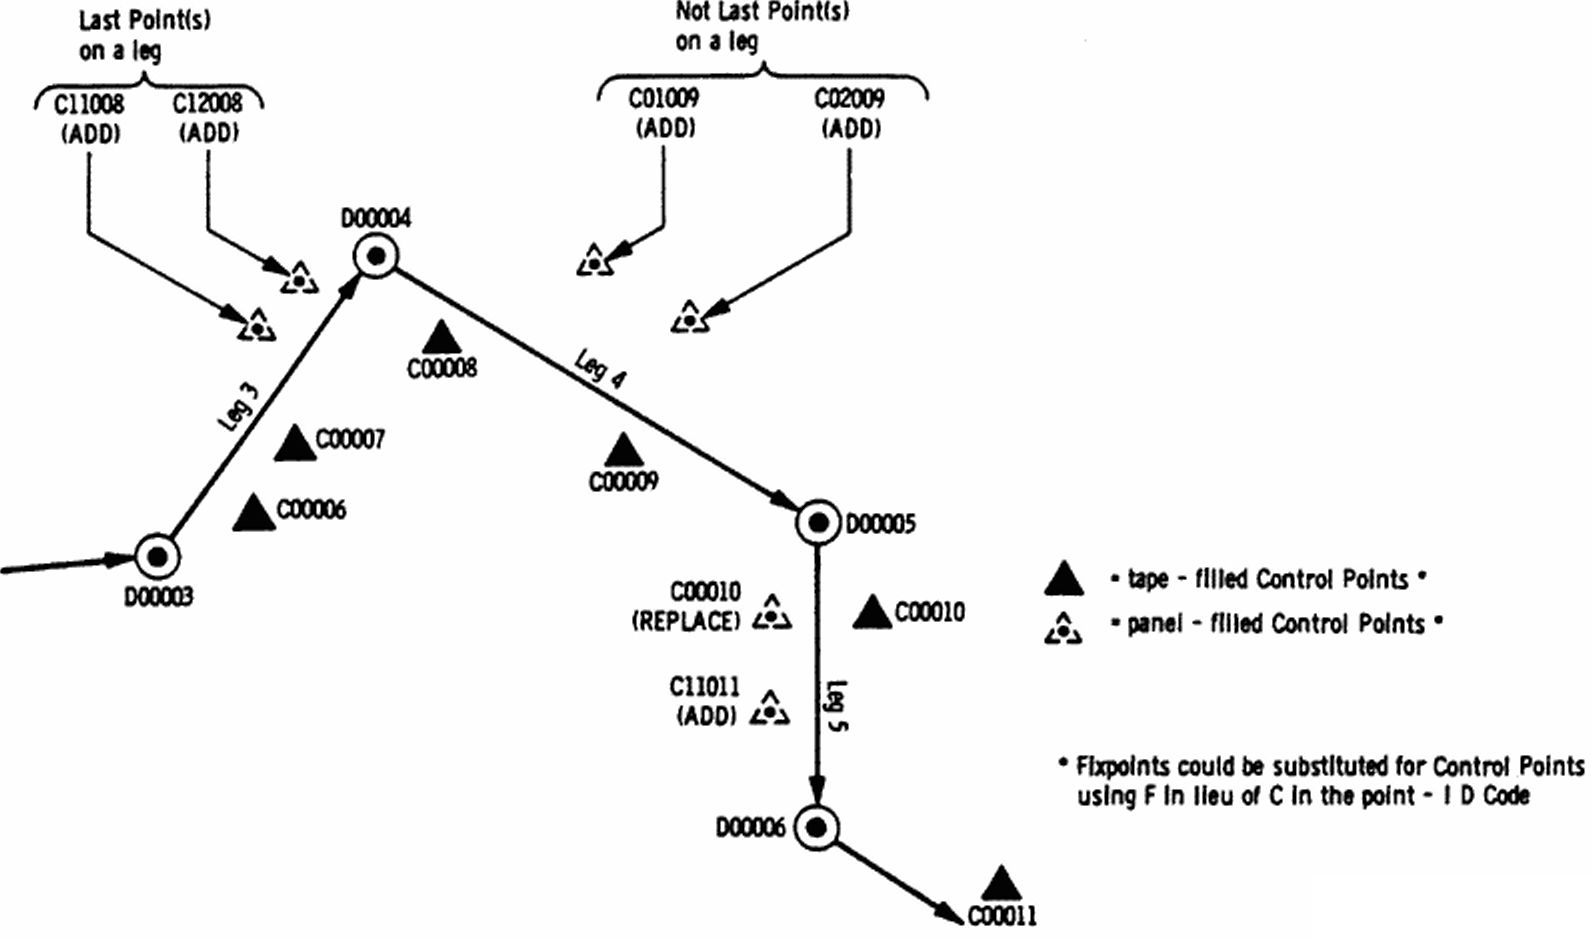 Last Point(s)
on a leg
Not Last Point(s)
on a leg
C11008
(ADD)
C12008
(ADD)
C01009
(ADD)
C02009
(ADD)
D00004
C00008
Leg 4
Leg 3
C00007
C00006
C00009
D00003
D00005
C00010
(REPLACE)
C00010
C11011
(ADD)
Leg 5
D00006
C00011
- tape - filled Control Points *
- panel - filled Control Points *
* Fixpoints could be substituted for Control Points
using F in lieu of C in the point - I D Code